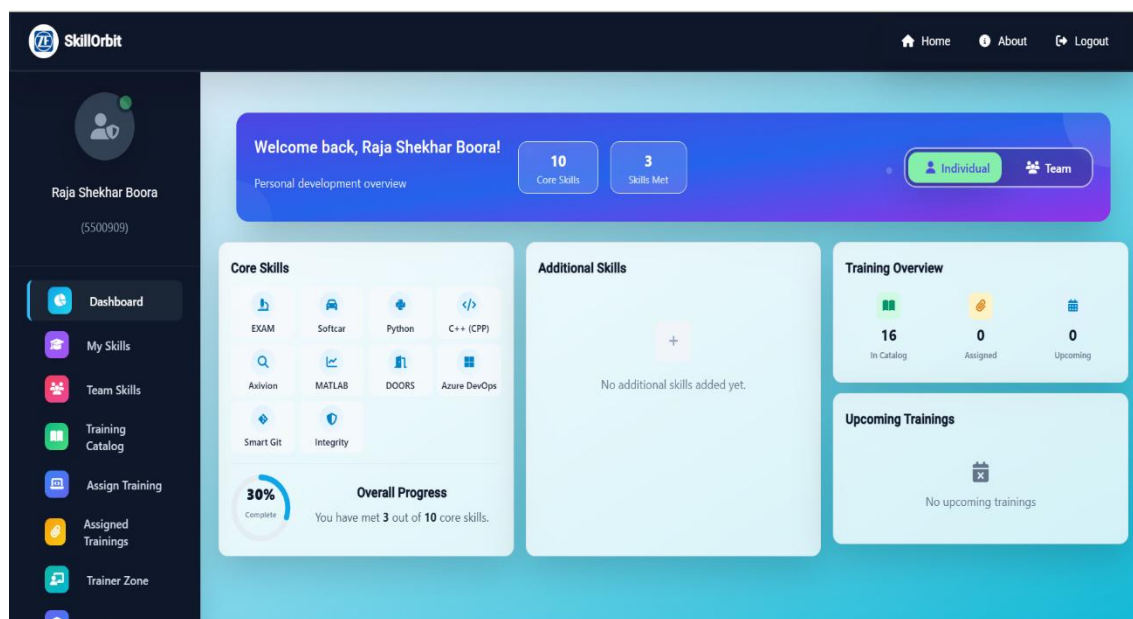 ZF
SkillOrbit
Home
About
Logout
Raja Shekhar Boora
(5500909)
Dashboard
My Skills
Team Skills
Training
Catalog
Assign Training
Assigned
Trainings
Trainer Zone
Welcome back, Raja Shekhar Boora!
Personal development overview
10
Core Skills
3
Skills Met
Individual
Team
Core Skills
EXAM
Softcar
Python
C++ (CPP)
Axivion
MATLAB
DOORS
Azure DevOps
Smart Git
Integrity
30%
Complete
Overall Progress
You have met 3 out of 10 core skills.
Additional Skills
+
No additional skills added yet.
Training Overview
16
In Catalog
0
Assigned
0
Upcoming
Upcoming Trainings
No upcoming trainings